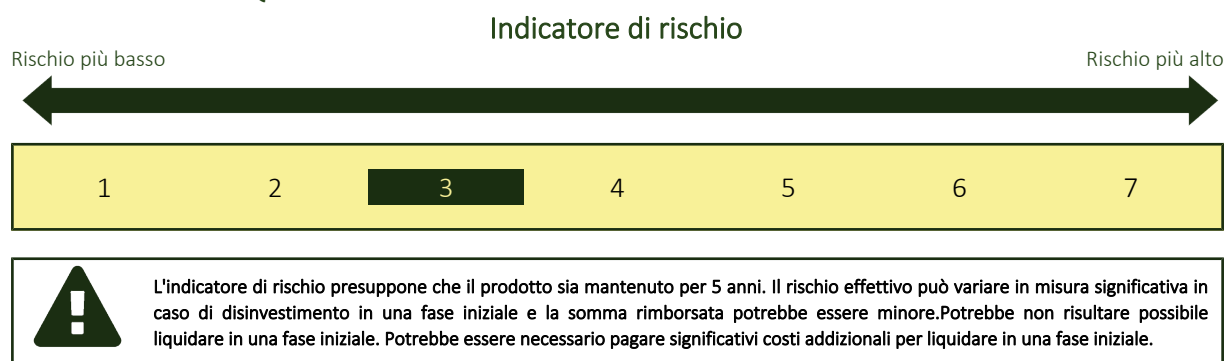 Indicatore di rischio
Rischio più basso
Rischio più alto
1 2 3 4 5 6 7
L'indicatore di rischio presuppone che il prodotto sia mantenuto per 5 anni. Il rischio effettivo può variare in misura significativa in
caso di disinvestimento in una fase iniziale e la somma rimborsata potrebbe essere minore.Potrebbe non risultare possibile
liquidare in una fase iniziale. Potrebbe essere necessario pagare significativi costi addizionali per liquidare in una fase iniziale.